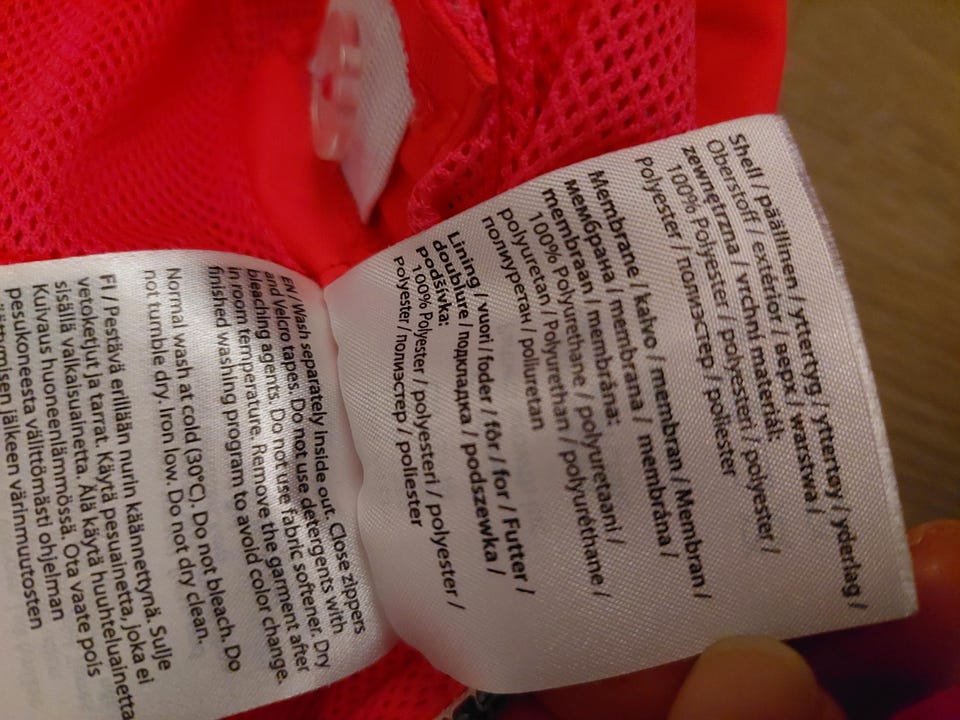 Shell / päällinen / yttertyg / yttertøy / yderlag /
Oberstoff / extérior / верх / warstwa
zewnętrzna / vrchní materiál:
100% Polyester / polyesteri / polyester /
Polyester / полиэстер / poliester
Membrane / kalvo / membran / Membran /
мембрана / membrana / membrána /
membraan / membrāna:
100% Polyurethane / polyuretaani /
polyuretan / Polyurethan / polyuréthane /
полиуретан / poliuretan
Lining / vuori / foder / fôr / for / Futter /
doublure / подкладка / podszewka /
podšívka:
100% Polyester / polyesteri / polyester /
Polyester / полиэстер / poliester
EN / Wash separately inside out. Close zippers
and Velcro tapes. Do not use detergents with
bleaching agents. Do not use fabric softener. Dry
in room temperature. Remove the garment after
finished washing program to avoid color change.
Normal wash at cold (30°C). Do not bleach. Do
not tumble dry. Iron low. Do not dry clean.
FI / Pestävä erillään nurin käännettynä. Sulje
vetoketjut ja tarrat. Käytä pesuainetta, joka ei
sisällä valkaisuainetta. Älä käytä huuhteluainetta
Kuivaus huoneenlämmössä. Ota vaate pois
pesukoneesta välittömästi ohjelman
jälkeen värinmuutosten